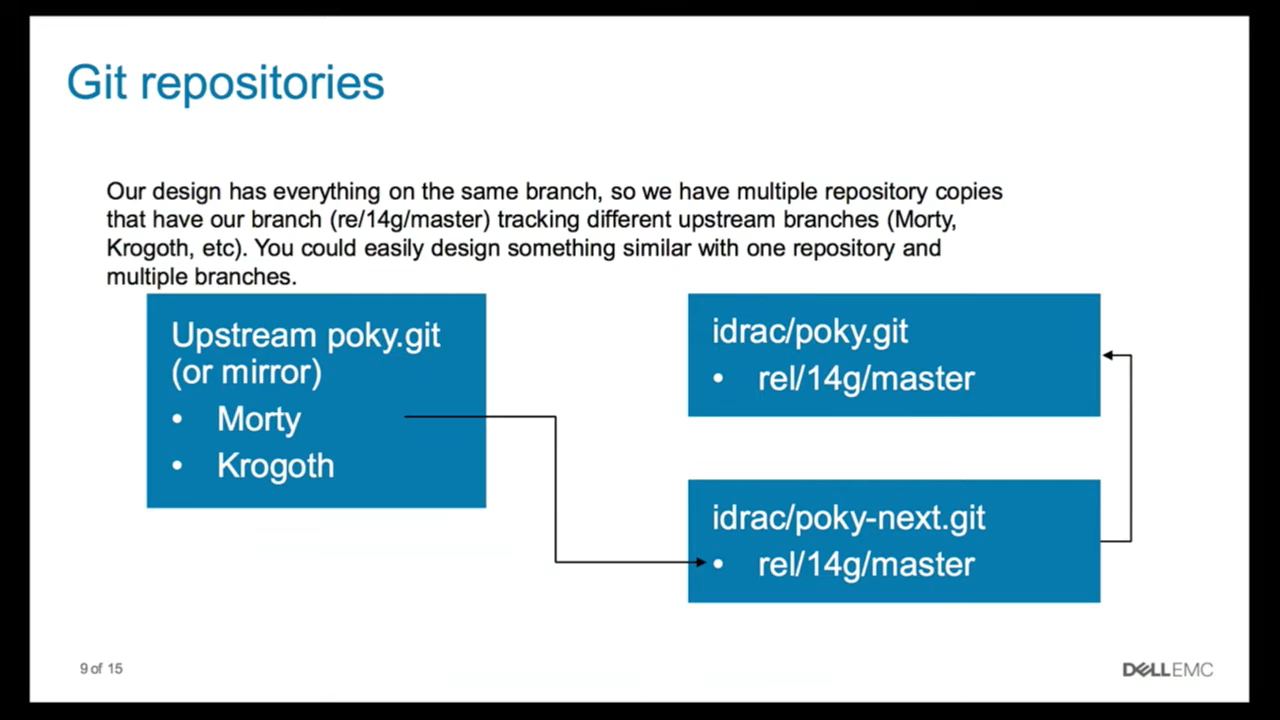 Git repositories
Our design has everything on the same branch, so we have multiple repository copies
that have our branch (re/14g/master) tracking different upstream branches (Morty,
Krogoth, etc). You could easily design something similar with one repository and
multiple branches.
Upstream poky.git
(or mirror)
• Morty
• Krogoth
idrac/poky.git
• rel/14g/master
idrac/poky-next.git
• rel/14g/master
9 of 15
DELLEMC